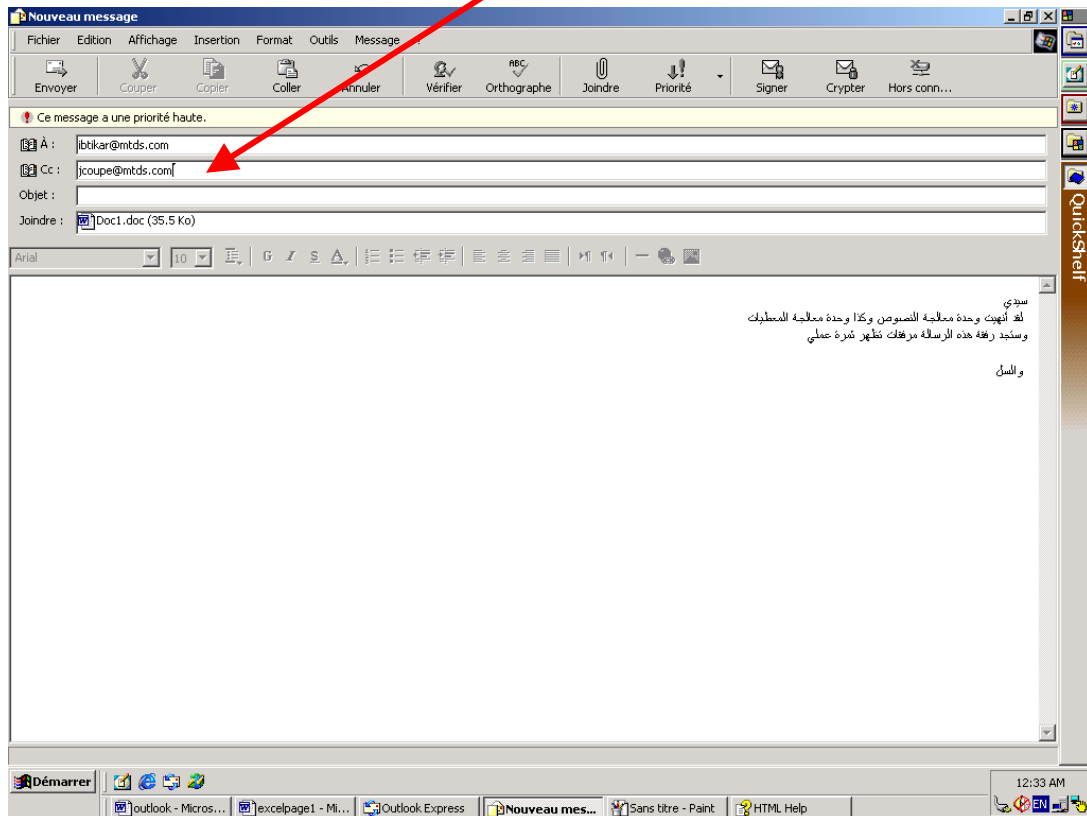 Nouveau message
Fichier Edition Affichage Insertion Format Outils Message
Envoyer Couper Copier Coller Annuler Vérifier Orthographe Joindre Priorité Signer Crypter Hors conn...
Ce message a une priorité haute.
À : ibtikar@mtds.com
Cc : jcoupe@mtds.com
Objet :
Joindre : Doc1.doc (35.5 Ko)
Arial 10 G I S A
سيدي
لقد أنهيت وحدة معالجة النصوص وكذا وحدة معالجة المعطيات
وستجد رفقة هذه الرسالة مرفقات تظهر ثمرة عملي
والسل
QuickShelf
Démarrer 12:33 AM
outlook - Micros... excelpage1 - Mi... Outlook Express Nouveau mes... Sans titre - Paint HTML Help EN